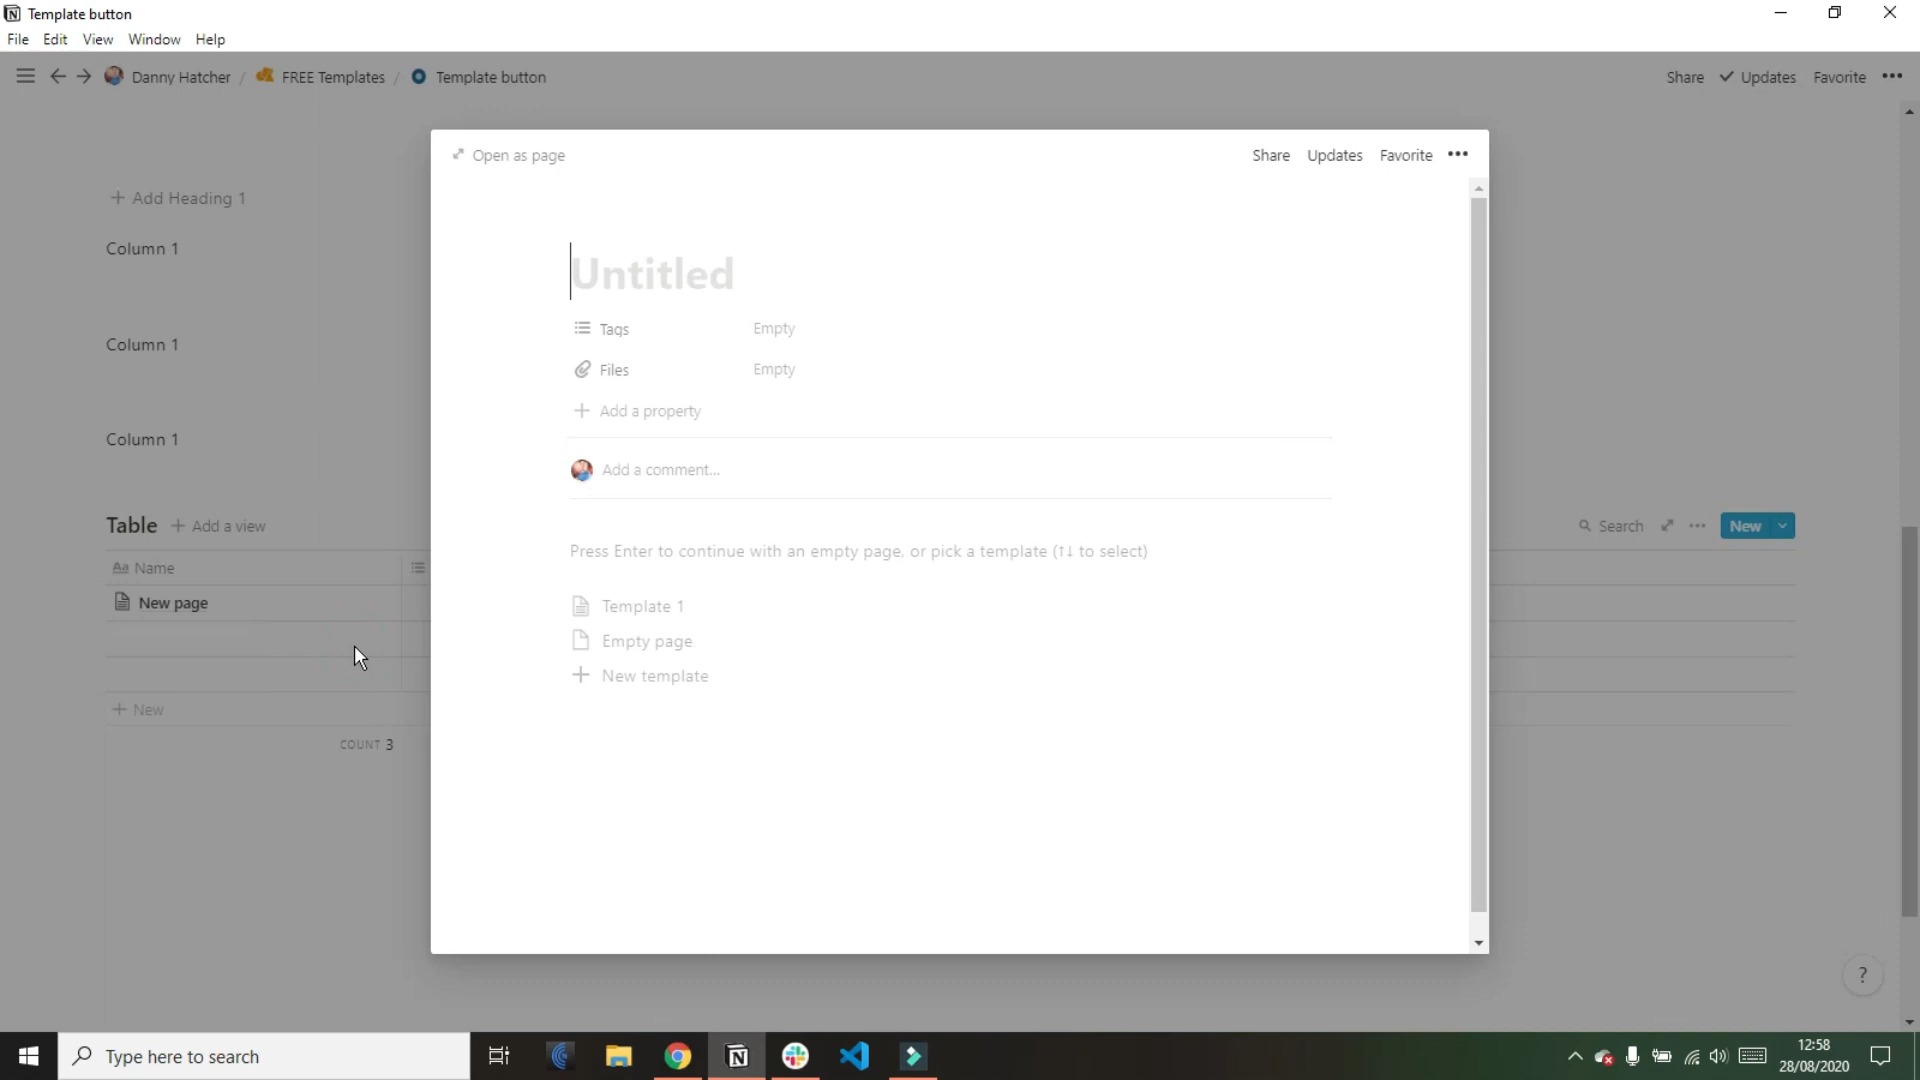 Template button
File Edit View Window Help
Danny Hatcher / FREE Templates / Template button
Share Updates Favorite
Open as page
Share Updates Favorite
Add Heading 1
Column 1
Column 1
Column 1
Untitled
Tags Empty
Files Empty
Add a property
Add a comment...
Press Enter to continue with an empty page, or pick a template (↑↓ to select)
Template 1
Empty page
New template
Table Add a view
Search New
Aa Name
New page
New
COUNT 3
?
Type here to search
12:58
28/08/2020